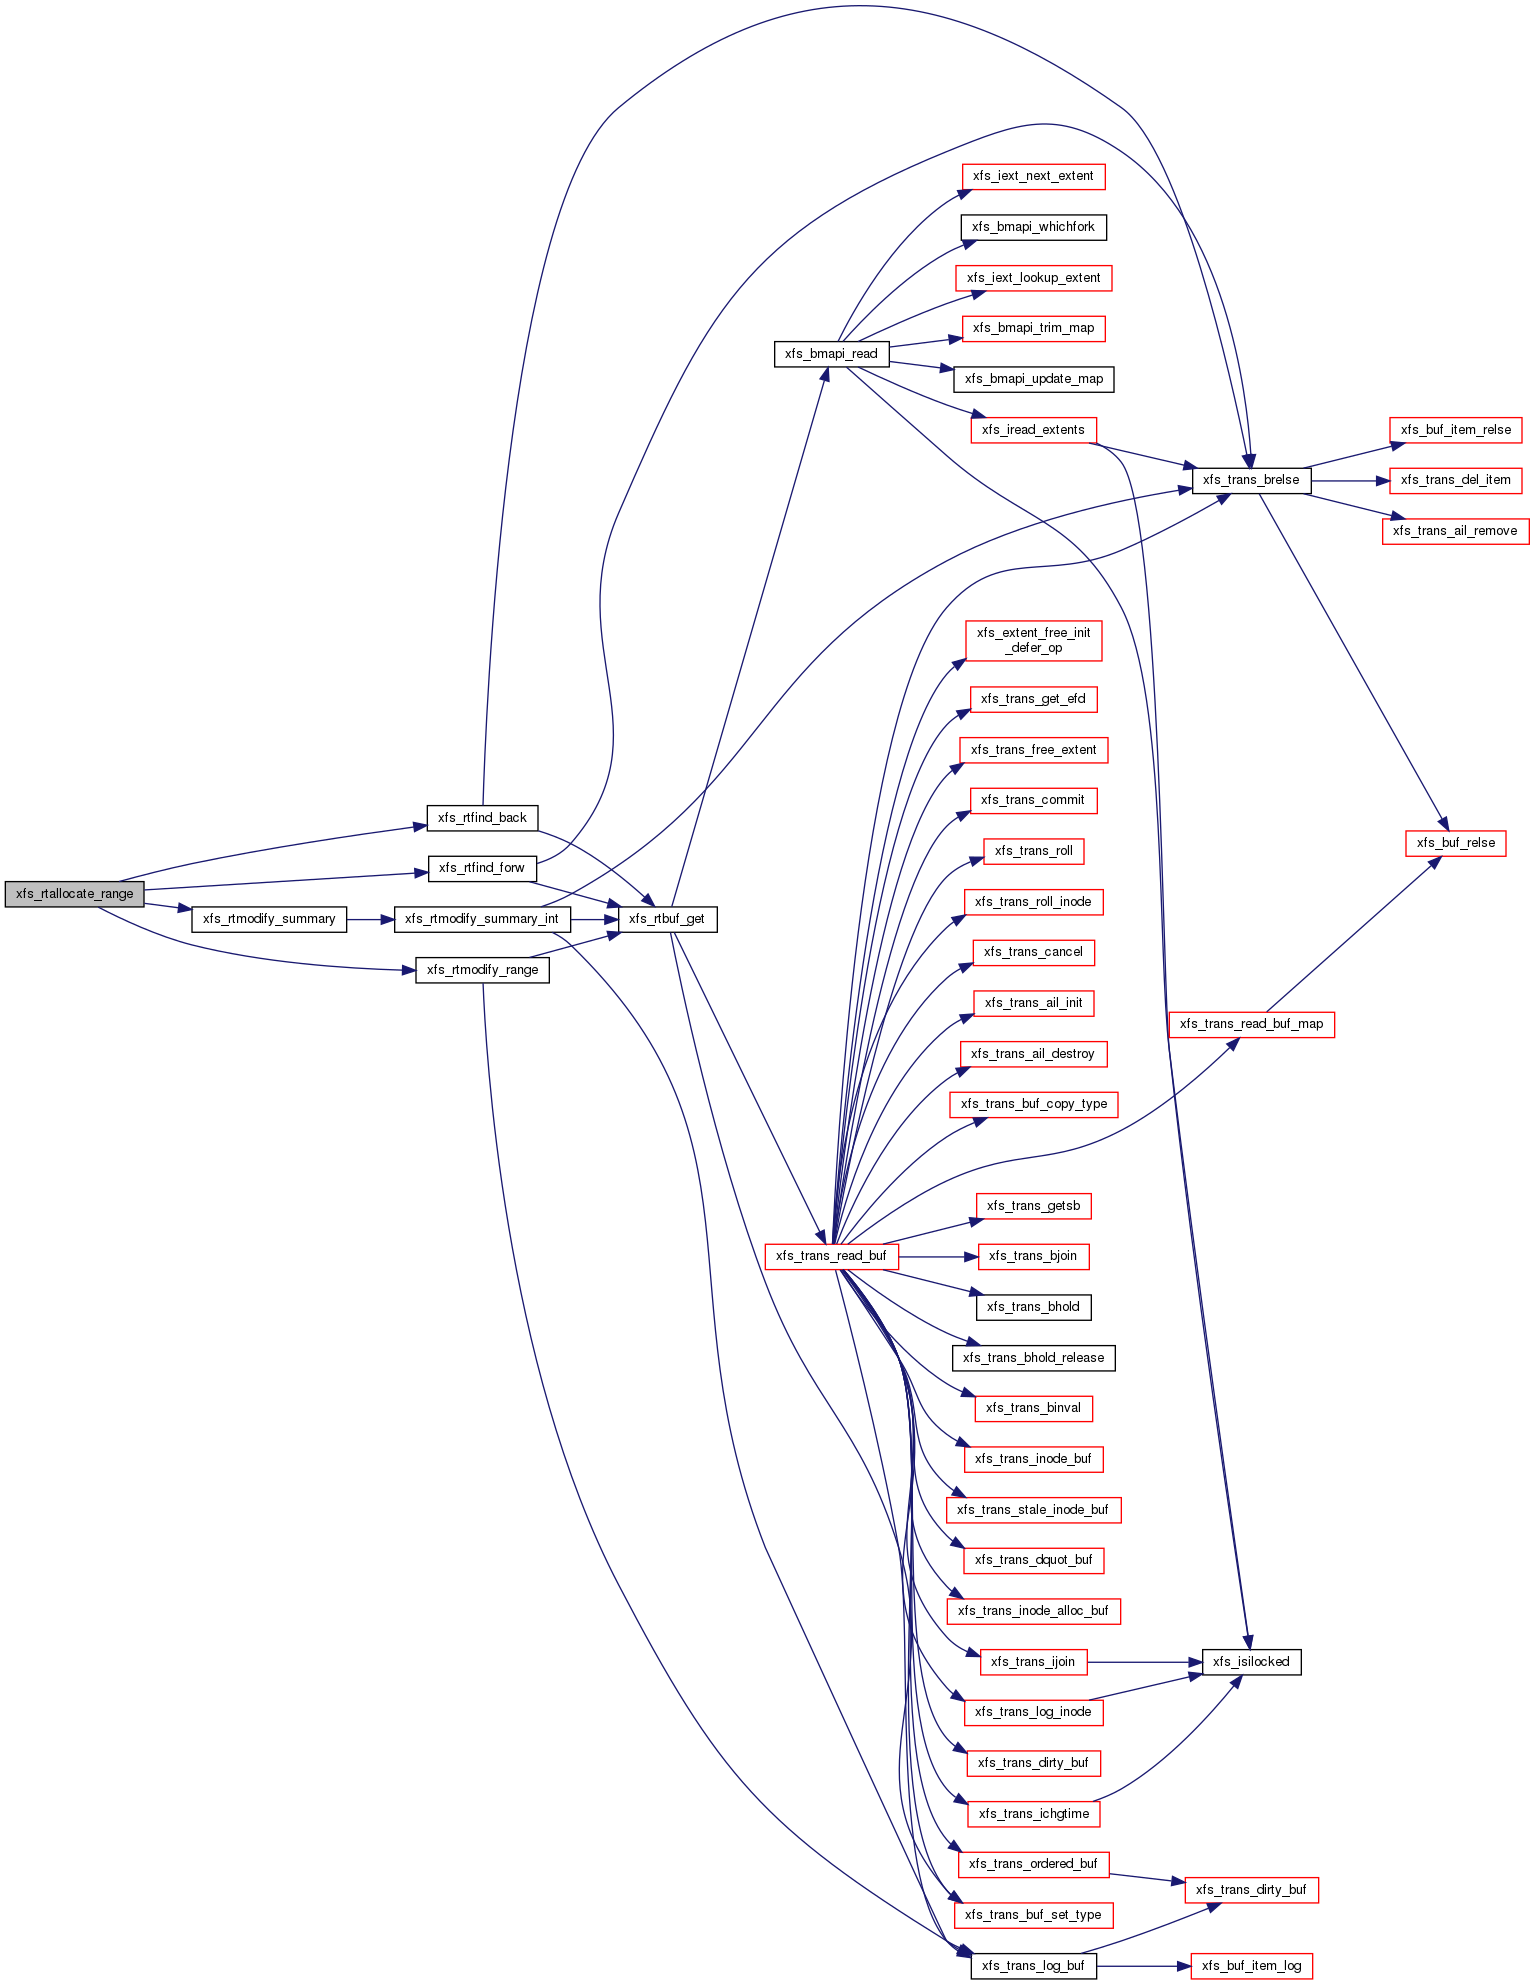 xfs_iext_next_extent
xfs_bmapi_whichfork
xfs_iext_lookup_extent
xfs_bmapi_trim_map
xfs_bmapi_read
xfs_bmapi_update_map
xfs_iread_extents
xfs_buf_item_relse
xfs_trans_brelse
xfs_trans_del_item
xfs_trans_ail_remove
xfs_extent_free_init
_defer_op
xfs_trans_get_efd
xfs_trans_free_extent
xfs_trans_commit
xfs_rtfind_back
xfs_buf_relse
xfs_trans_roll
xfs_rtfind_forw
xfs_rtallocate_range
xfs_trans_roll_inode
xfs_rtmodify_summary
xfs_rtmodify_summary_int
xfs_rtbuf_get
xfs_trans_cancel
xfs_rtmodify_range
xfs_trans_ail_init
xfs_trans_read_buf_map
xfs_trans_ail_destroy
xfs_trans_buf_copy_type
xfs_trans_getsb
xfs_trans_read_buf
xfs_trans_bjoin
xfs_trans_bhold
xfs_trans_bhold_release
xfs_trans_binval
xfs_trans_inode_buf
xfs_trans_stale_inode_buf
xfs_trans_dquot_buf
xfs_trans_inode_alloc_buf
xfs_trans_ijoin
xfs_isilocked
xfs_trans_log_inode
xfs_trans_dirty_buf
xfs_trans_ichgtime
xfs_trans_ordered_buf
xfs_trans_dirty_buf
xfs_trans_buf_set_type
xfs_trans_log_buf
xfs_buf_item_log